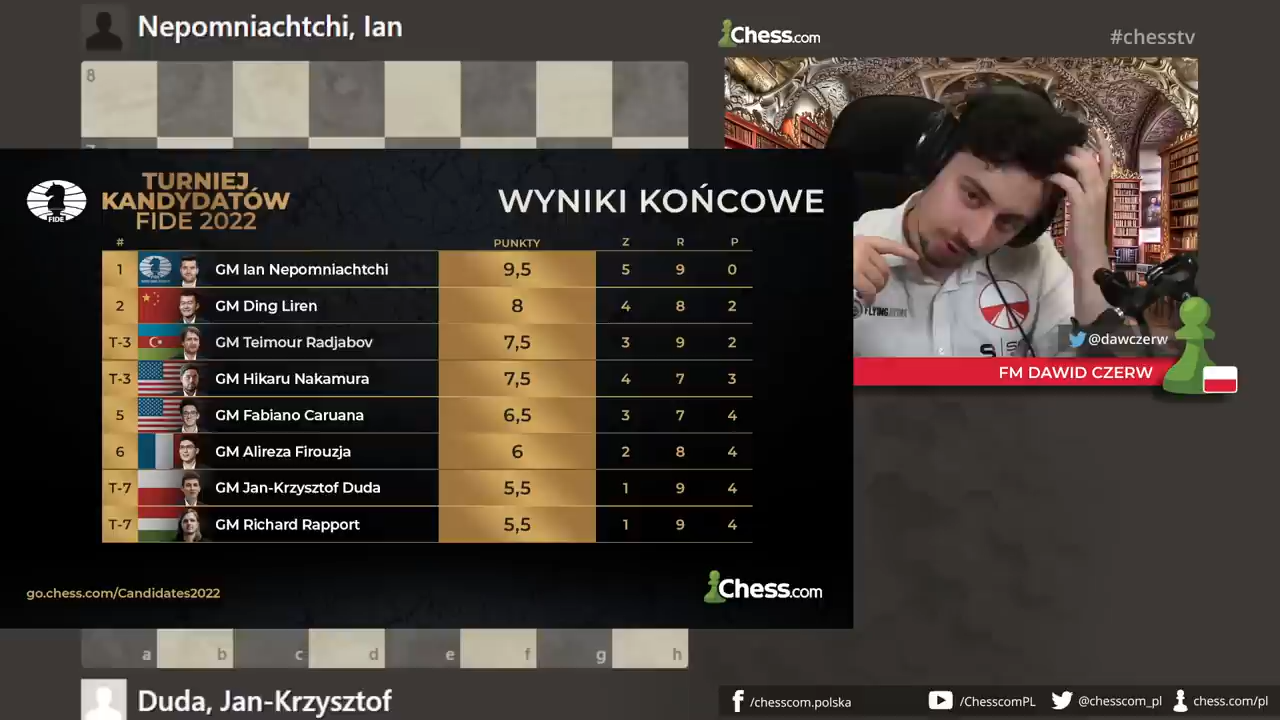 Nepomniachtchi, Ian
Chess.com
#chesstv
8
TURNIEJ
KANDYDATÓW
FIDE 2022
FIDE
WYNIKI KOŃCOWE
# PUNKTY Z R P
1 GM Ian Nepomniachtchi 9,5 5 9 0
2 GM Ding Liren 8 4 8 2
T-3 GM Teimour Radjabov 7,5 3 9 2
T-3 GM Hikaru Nakamura 7,5 4 7 3
5 GM Fabiano Caruana 6,5 3 7 4
6 GM Alireza Firouzja 6 2 8 4
T-7 GM Jan-Krzysztof Duda 5,5 1 9 4
T-7 GM Richard Rapport 5,5 1 9 4
go.chess.com/Candidates2022
Chess.com
@dawczerw
FM DAWID CZERW
a b c d e f g h
Duda, Jan-Krzysztof
/chesscom.polska
/ChesscomPL
@chesscom_pl
chess.com/pl